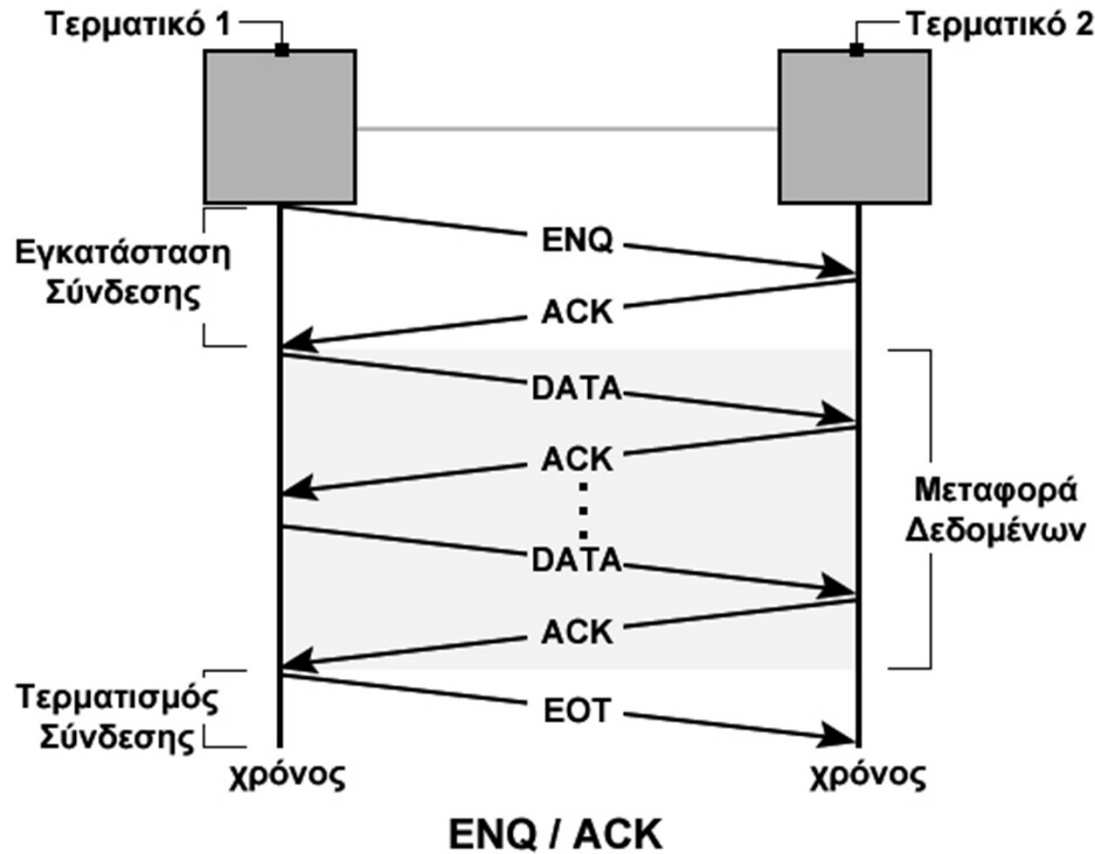 Τερματικό 1
Τερματικό 2
ENQ
Εγκατάσταση
Σύνδεσης
ACK
DATA
ACK
Μεταφορά
Δεδομένων
DATA
ACK
Τερματισμός
Σύνδεσης
EOT
χρόνος
χρόνος
ENQ / ACK